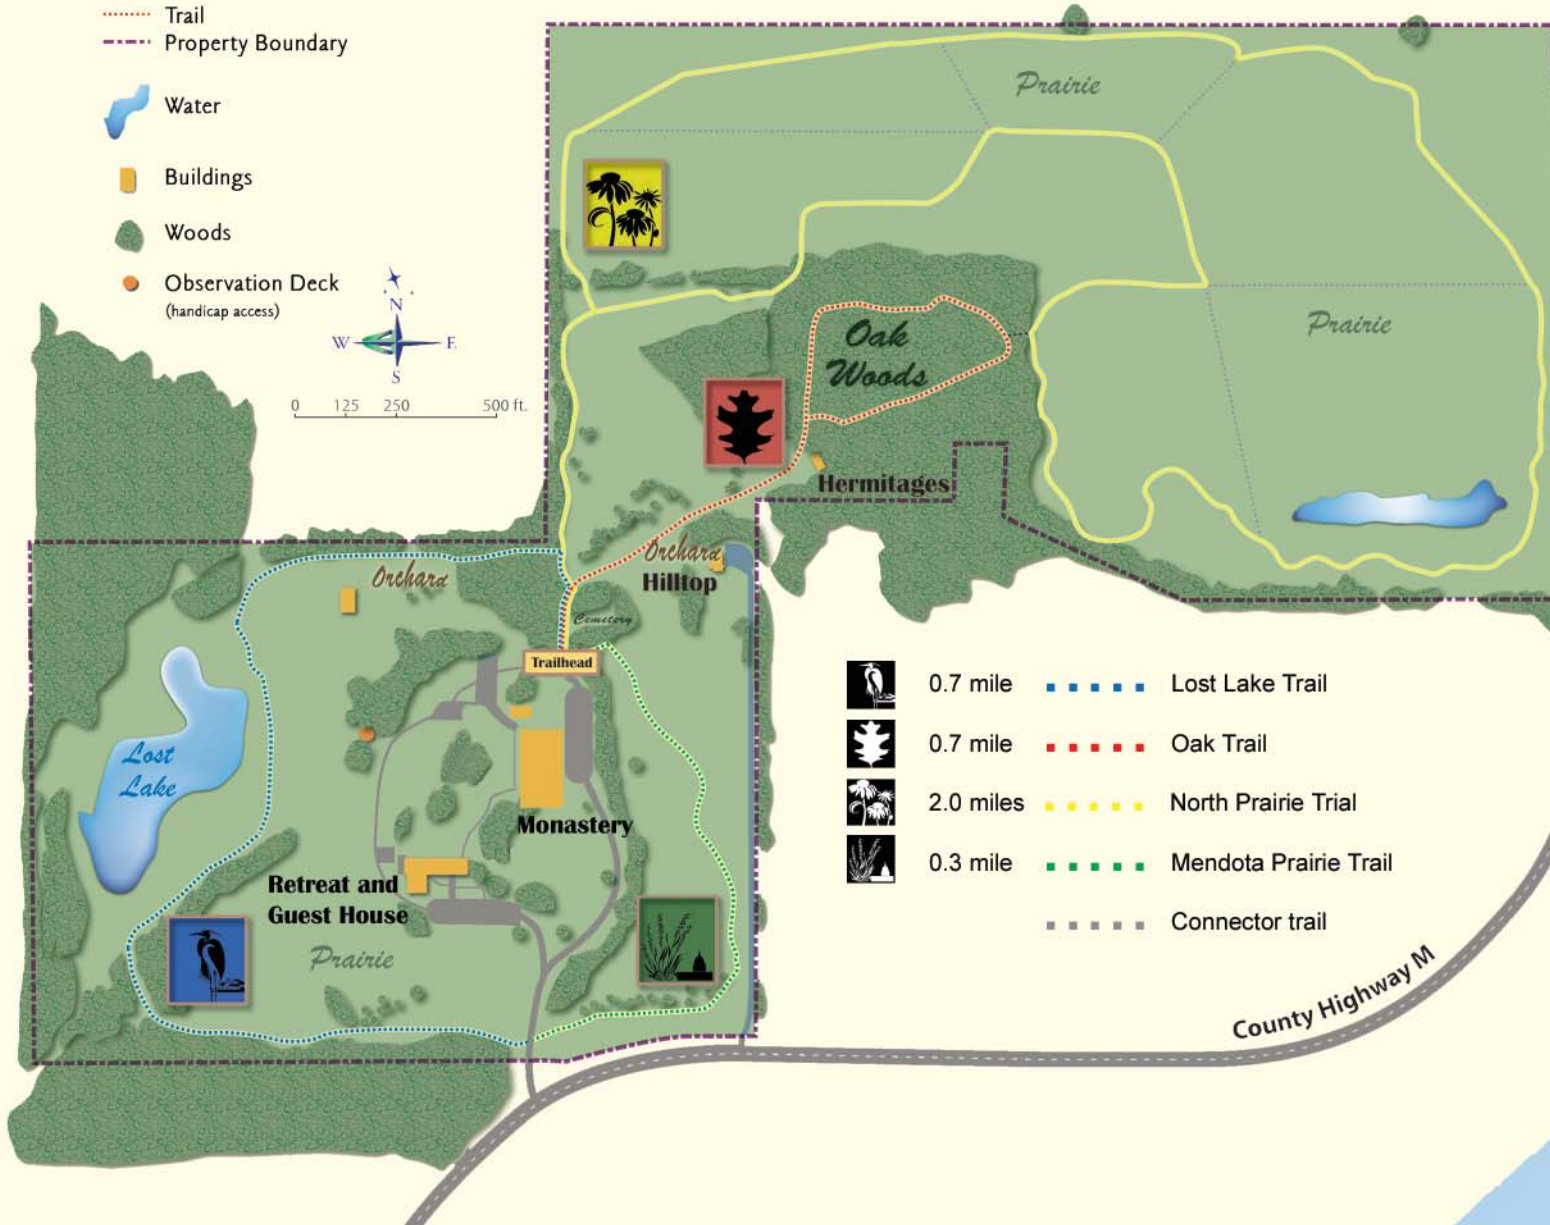 Trail
Property Boundary
Water
Buildings
Woods
Observation Deck
(handicap access)
N
W E
S
0 125 250 500 ft.
Prairie
Prairie
Oak
Woods
Hermitages
Orchard
Hilltop
Orchard
Cemetery
Trailhead
Lost
Lake
Monastery
Retreat and
Guest House
Prairie
0.7 mile Lost Lake Trail
0.7 mile Oak Trail
2.0 miles North Prairie Trial
0.3 mile Mendota Prairie Trail
Connector trail
County Highway M